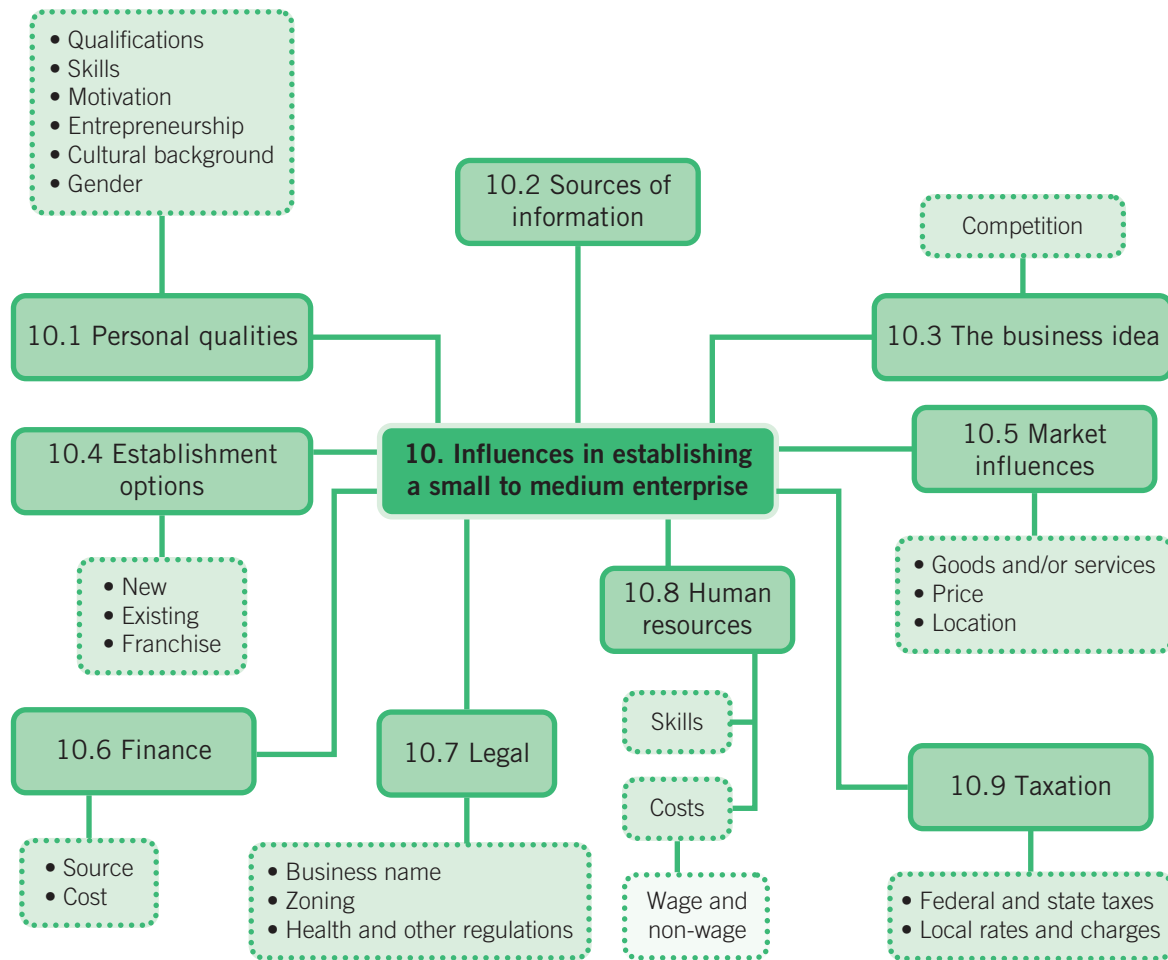 • Qualifications
• Skills
• Motivation
• Entrepreneurship
• Cultural background
• Gender
10.1 Personal qualities
10.2 Sources of
information
Competition
10.3 The business idea
10. Influences in establishing
a small to medium enterprise
10.4 Establishment
options
• New
• Existing
• Franchise
10.5 Market
influences
• Goods and/or services
• Price
• Location
10.6 Finance
• Source
• Cost
10.7 Legal
• Business name
• Zoning
• Health and other regulations
10.8 Human
resources
Skills
Costs
Wage and
non-wage
10.9 Taxation
• Federal and state taxes
• Local rates and charges